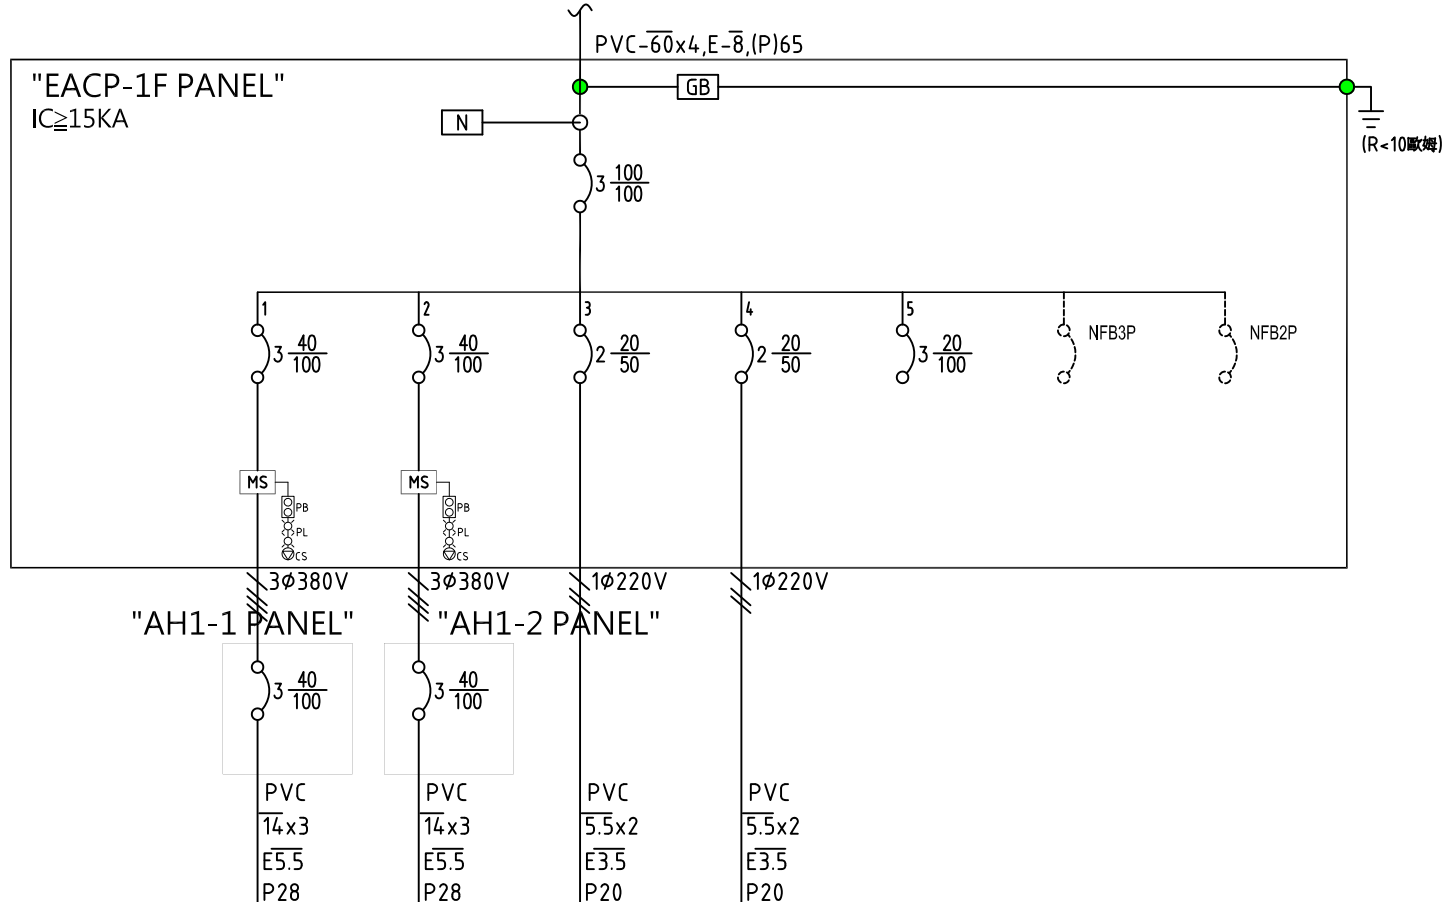 PVC-60x4,E-8,(P)65
"EACP-1F PANEL"
IC≧15KA
GB
N
(R<10歐姆)
3 100/100
1
2
3
4
5
3 40/100
3 40/100
2 20/50
2 20/50
3 20/100
NFB3P
NFB2P
MS
PB
PL
CS
MS
PB
PL
CS
3φ380V
3φ380V
1φ220V
1φ220V
"AH1-1 PANEL"
"AH1-2 PANEL"
3 40/100
3 40/100
PVC
14x3
E5.5
P28
PVC
14x3
E5.5
P28
PVC
5.5x2
E3.5
P20
PVC
5.5x2
E3.5
P20